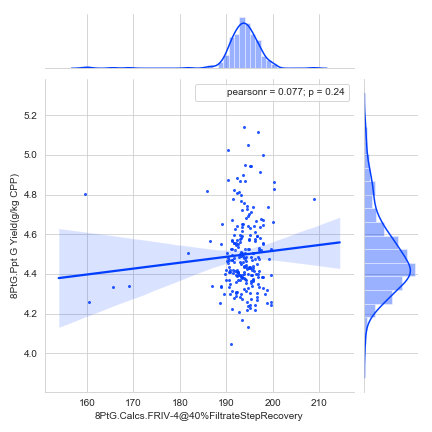 pearsonr = 0.077; p = 0.24
8PtG.Ppt G Yield(g/kg CPP)
5.2
5.0
4.8
4.6
4.4
4.2
4.0
160 170 180 190 200 210
8PtG.Calcs.FRIV-4@40%FiltrateStepRecovery